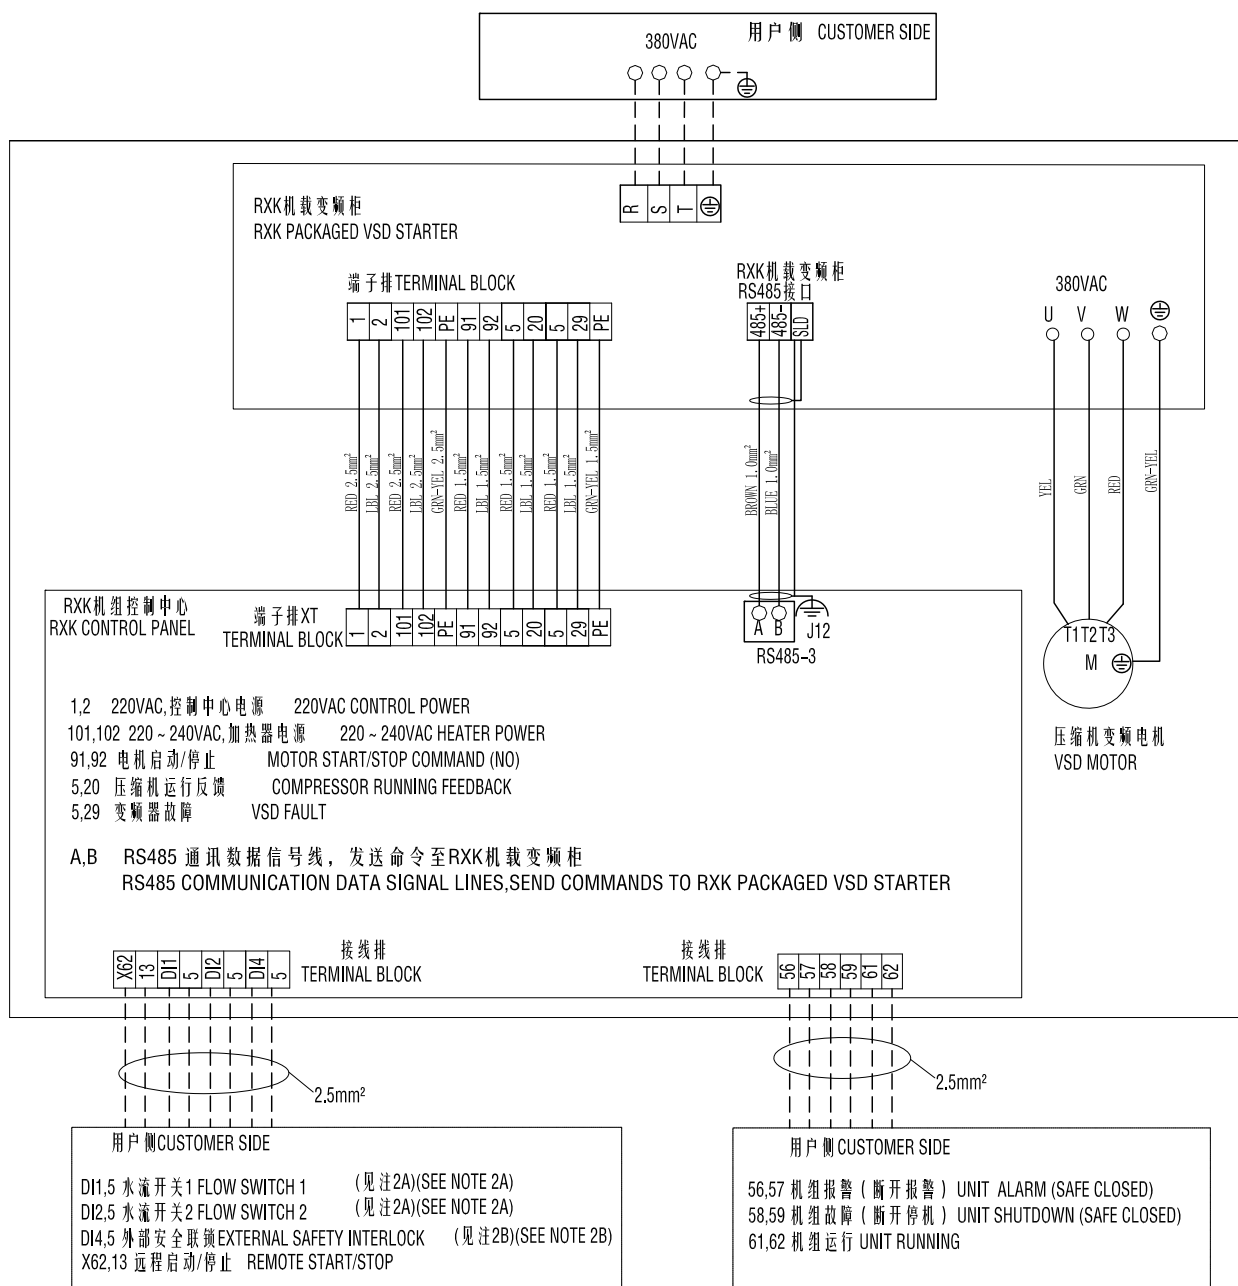 用户侧 CUSTOMER SIDE
380VAC
R S T
RXK机载变频柜
RXK PACKAGED VSD STARTER
端子排TERMINAL BLOCK
1 2 101 102 PE 91 92 5 20 5 29 PE
RXK机载变频柜
RS485接口
485+ 485- SLD
380VAC
U V W
RED 2.5mm²
LBL 2.5mm²
RED 2.5mm²
LBL 2.5mm²
GRN-YEL 2.5mm²
RED 1.5mm²
LBL 1.5mm²
RED 1.5mm²
LBL 1.5mm²
RED 1.5mm²
LBL 1.5mm²
GRN-YEL 1.5mm²
BROWN 1.0mm²
BLUE 1.0mm²
YEL
GRN
RED
GRN-YEL
RXK机组控制中心
RXK CONTROL PANEL
端子排XT
TERMINAL BLOCK
1 2 101 102 PE 91 92 5 20 5 29 PE
A B
J12
RS485-3
T1T2T3
M
压缩机变频电机
VSD MOTOR
1,2 220VAC,控制中心电源 220VAC CONTROL POWER
101,102 220~240VAC,加热器电源 220~240VAC HEATER POWER
91,92 电机启动/停止 MOTOR START/STOP COMMAND (NO)
5,20 压缩机运行反馈 COMPRESSOR RUNNING FEEDBACK
5,29 变频器故障 VSD FAULT
A,B RS485 通讯数据信号线，发送命令至RXK机载变频柜
RS485 COMMUNICATION DATA SIGNAL LINES,SEND COMMANDS TO RXK PACKAGED VSD STARTER
X62 13 DI1 5 DI2 5 DI4 5
接线排
TERMINAL BLOCK
接线排
TERMINAL BLOCK
56 57 58 59 61 62
2.5mm²
2.5mm²
用户侧CUSTOMER SIDE
DI1,5 水流开关1 FLOW SWITCH 1 (见注2A)(SEE NOTE 2A)
DI2,5 水流开关2 FLOW SWITCH 2 (见注2A)(SEE NOTE 2A)
DI4,5 外部安全联锁EXTERNAL SAFETY INTERLOCK (见注2B)(SEE NOTE 2B)
X62,13 远程启动/停止 REMOTE START/STOP
用户侧CUSTOMER SIDE
56,57 机组报警（断开报警）UNIT ALARM (SAFE CLOSED)
58,59 机组故障（断开停机）UNIT SHUTDOWN (SAFE CLOSED)
61,62 机组运行 UNIT RUNNING